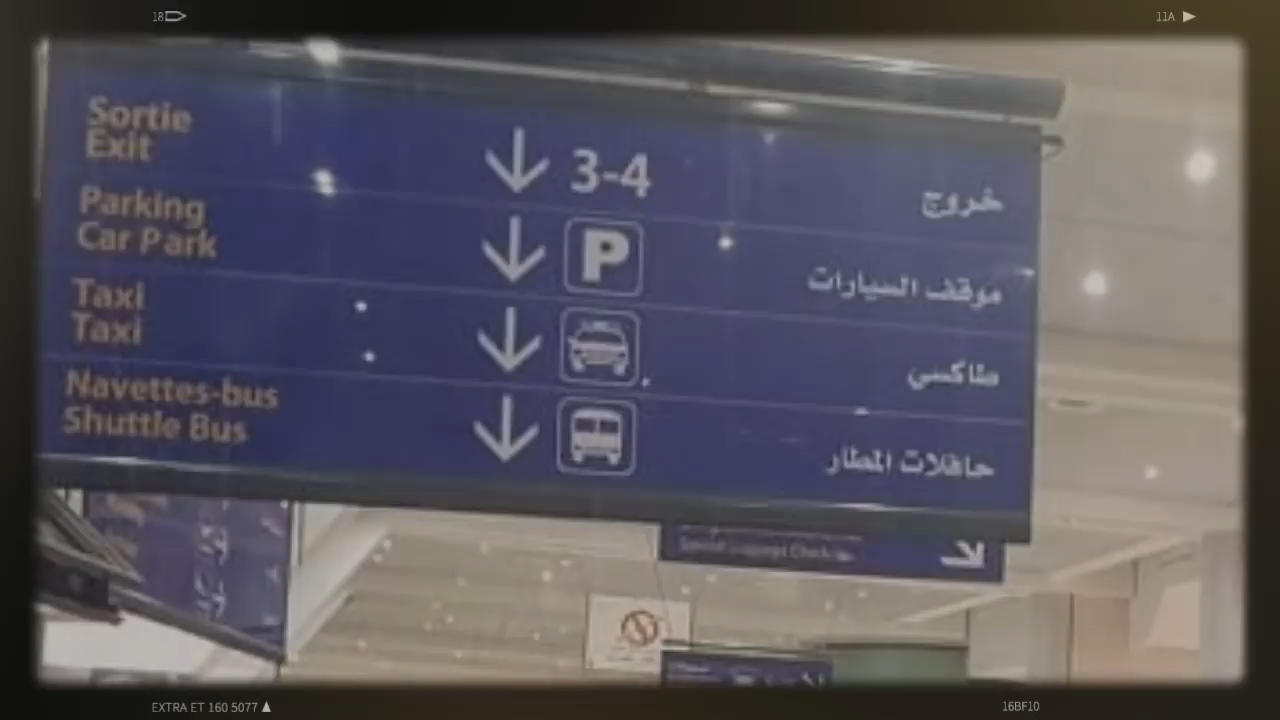 18
11A
Sortie
Exit
3-4
خروج
Parking
Car Park
P
موقف السيارات
Taxi
Taxi
طاكسي
Navettes-bus
Shuttle Bus
حافلات المطار
EXTRA ET 160 5077
16BF10